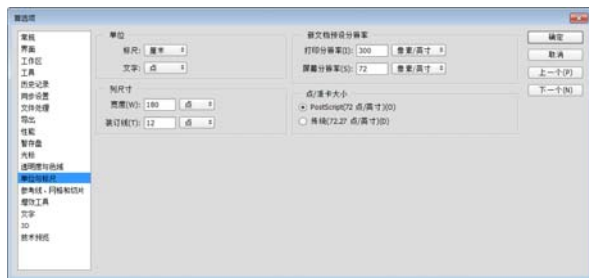 首选项
常规
界面
工作区
工具
历史记录
同步设置
文件处理
导出
性能
暂存盘
光标
透明度与色域
单位与标尺
参考线、网格和切片
增效工具
文字
3D
技术预览
单位
标尺: 厘米
文字: 点
列尺寸
宽度(W): 180 点
装订线(T): 12 点
新文档预设分辨率
打印分辨率(I): 300 像素/英寸
屏幕分辨率(S): 72 像素/英寸
点/派卡大小
PostScript(72 点/英寸)(O)
传统(72.27 点/英寸)(D)
确定
取消
上一个(P)
下一个(N)